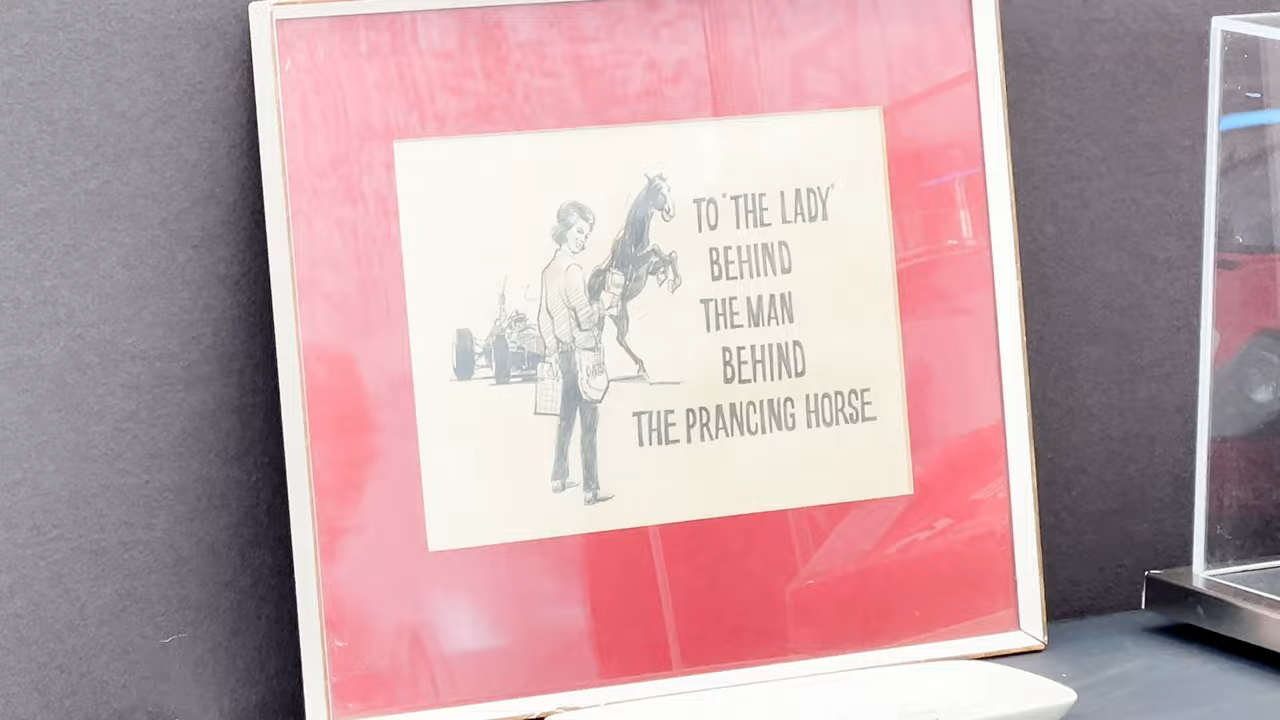 TO "THE LADY"
BEHIND
THE MAN
BEHIND
THE PRANCING HORSE